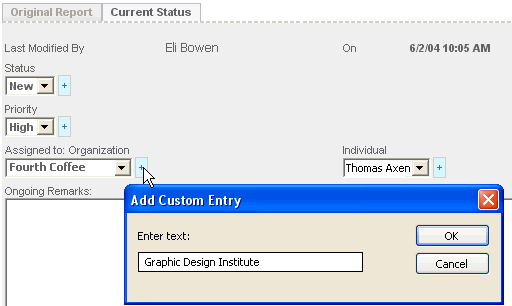 Original Report Current Status
Last Modified By Eli Bowen On 6/2/04 10:05 AM
Status
New +
Priority
High +
Assigned to: Organization Individual
Fourth Coffee + Thomas Axen +
Ongoing Remarks:
Add Custom Entry
Enter text: OK
Graphic Design Institute Cancel